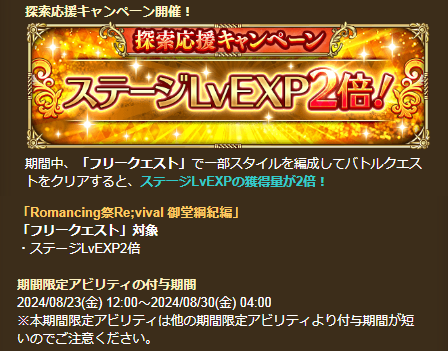 探索応援キャンペーン開催！
探索応援キャンペーン
ステージLvEXP2倍!
期間中、「フリークエスト」で一部スタイルを編成してバトルクエス
トをクリアすると、ステージLvEXPの獲得量が2倍！
「Romancing祭Re;vival 御堂綱紀編」
「フリークエスト」対象
・ステージLvEXP2倍
期間限定アビリティの付与期間
2024/08/23(金) 12:00～2024/08/30(金) 04:00
※本期間限定アビリティは他の期間限定アビリティより付与期間が短
いのでご注意ください。